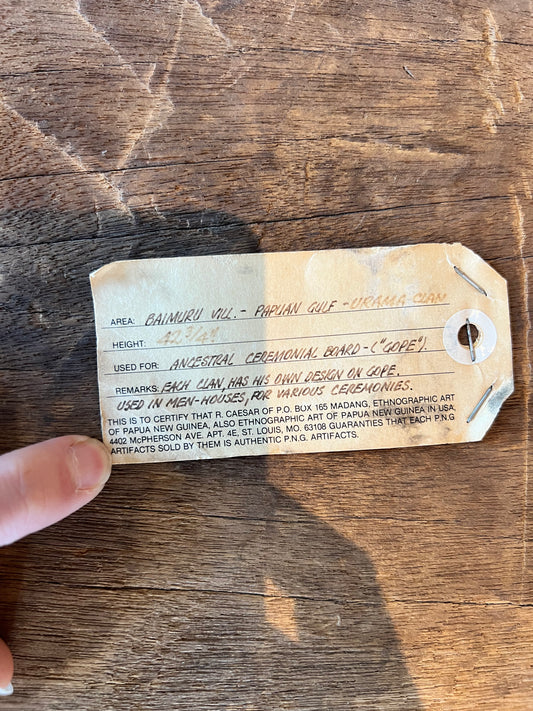 AREA: BAIMURU VILL. - PAPUAN GULF - URAMA CLAN
HEIGHT: 42 3/4"
USED FOR: ANCESTRAL CEREMONIAL BOARD - ("GOPE").
REMARKS: EACH CLAN, HAS HIS OWN DESIGN ON GOPE.
USED IN MEN-HOUSES, FOR VARIOUS CEREMONIES.
THIS IS TO CERTIFY THAT R. CAESAR OF P.O. BOX 165 MADANG, ETHNOGRAPHIC ART
OF PAPUA NEW GUINEA, ALSO ETHNOGRAPHIC ART OF PAPUA NEW GUINEA IN USA,
4402 McPHERSON AVE. APT. 4E, ST. LOUIS, MO. 63108 GUARANTIES THAT EACH P.N.G
ARTIFACTS SOLD BY THEM IS AUTHENTIC P.N.G. ARTIFACTS.